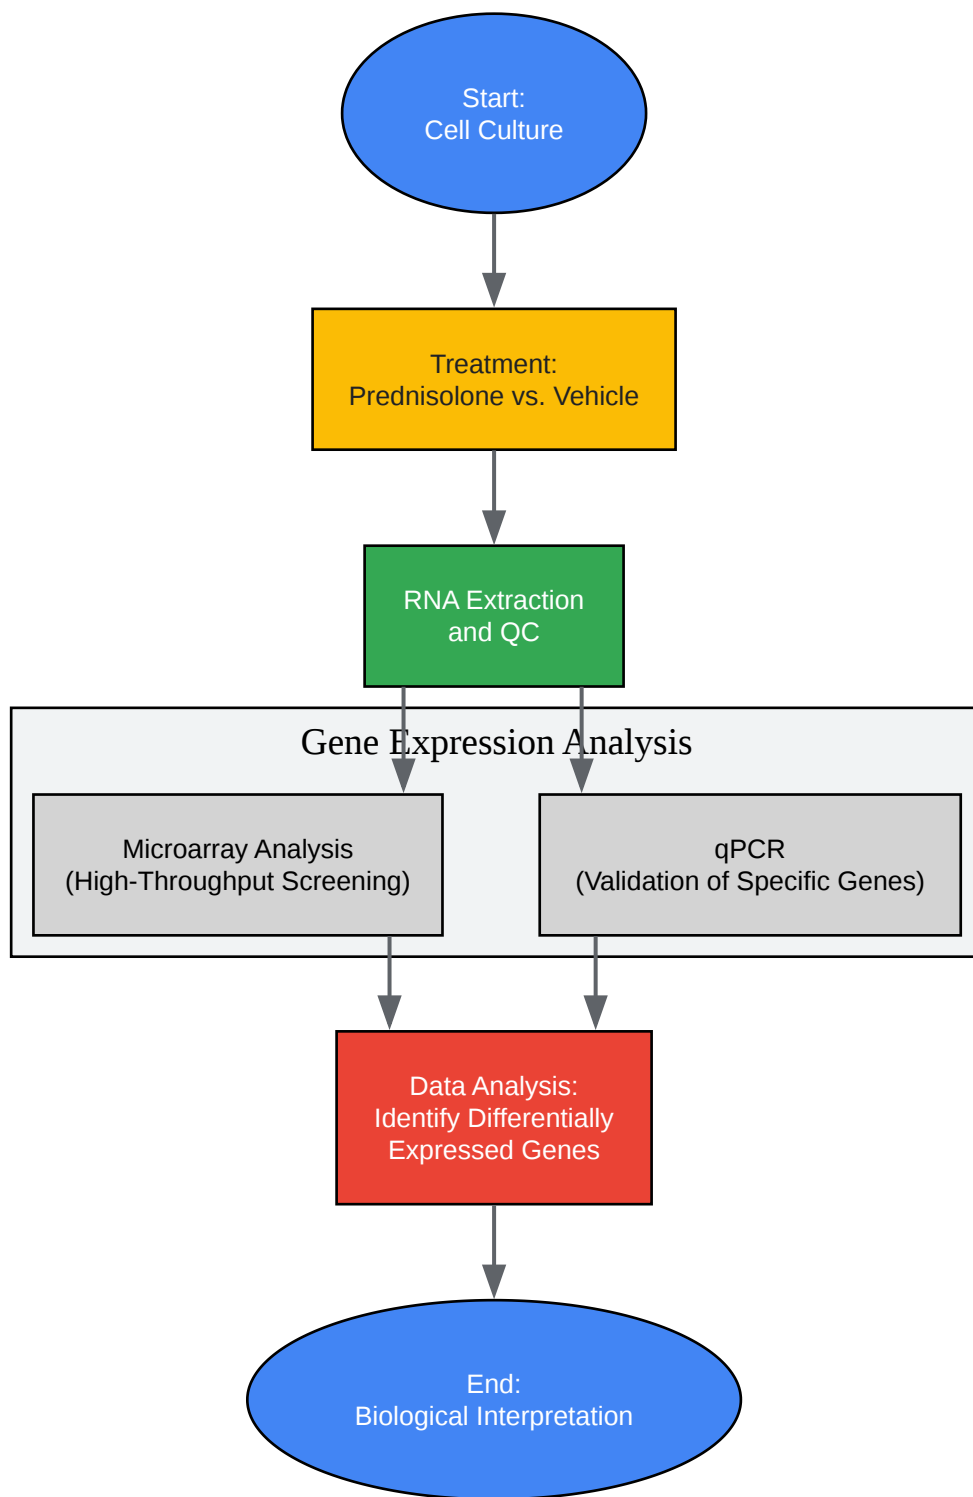 Start:
Cell Culture
Treatment:
Prednisolone vs. Vehicle
RNA Extraction
and QC
Gene Expression Analysis
Microarray Analysis
(High-Throughput Screening)
qPCR
(Validation of Specific Genes)
Data Analysis:
Identify Differentially
Expressed Genes
End:
Biological Interpretation